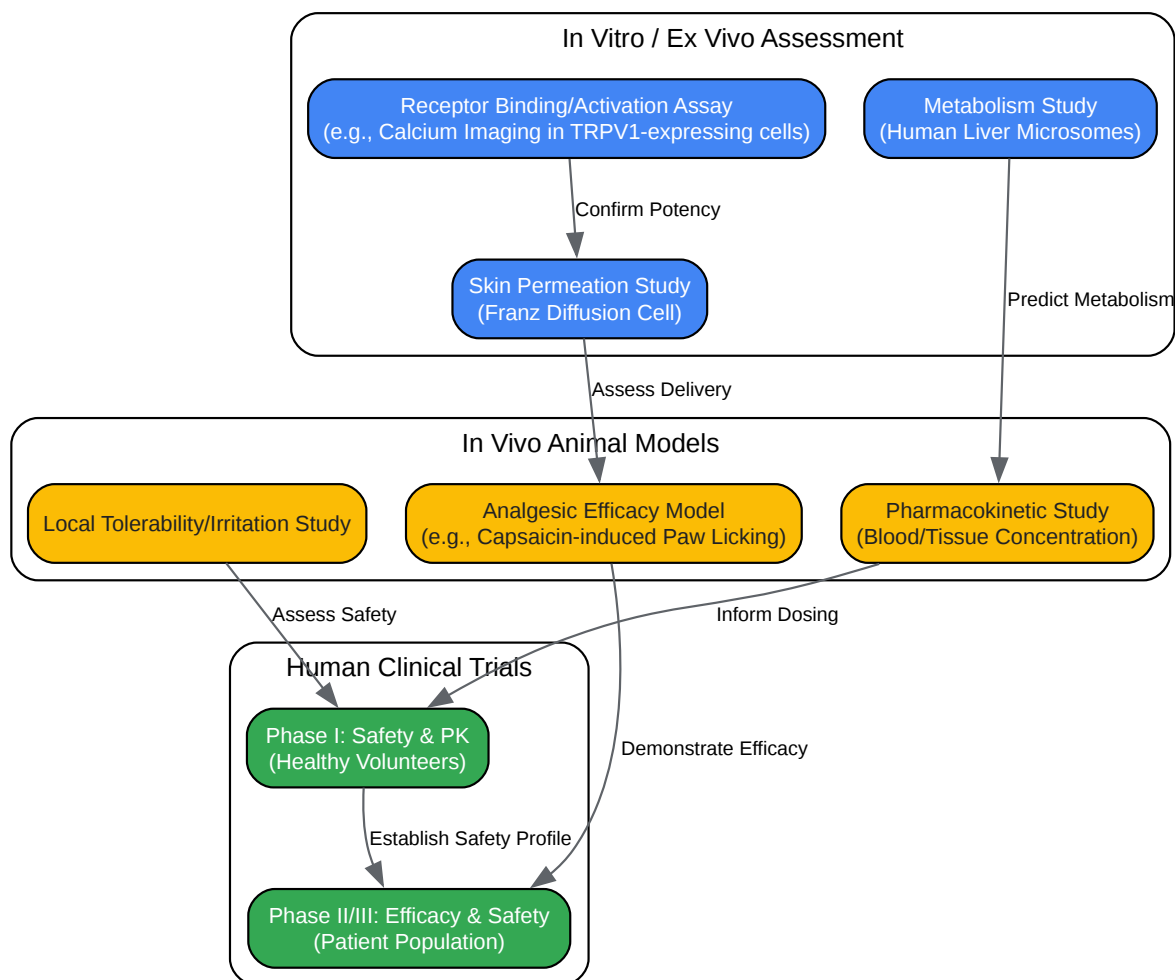 In Vitro / Ex Vivo Assessment
Receptor Binding/Activation Assay
(e.g., Calcium Imaging in TRPV1-expressing cells)
Metabolism Study
(Human Liver Microsomes)
Confirm Potency
Skin Permeation Study
(Franz Diffusion Cell)
Predict Metabolism
Assess Delivery
In Vivo Animal Models
Local Tolerability/Irritation Study
Analgesic Efficacy Model
(e.g., Capsaicin-induced Paw Licking)
Pharmacokinetic Study
(Blood/Tissue Concentration)
Assess Safety
Inform Dosing
Human Clinical Trials
Phase I: Safety & PK
(Healthy Volunteers)
Demonstrate Efficacy
Establish Safety Profile
Phase II/III: Efficacy & Safety
(Patient Population)